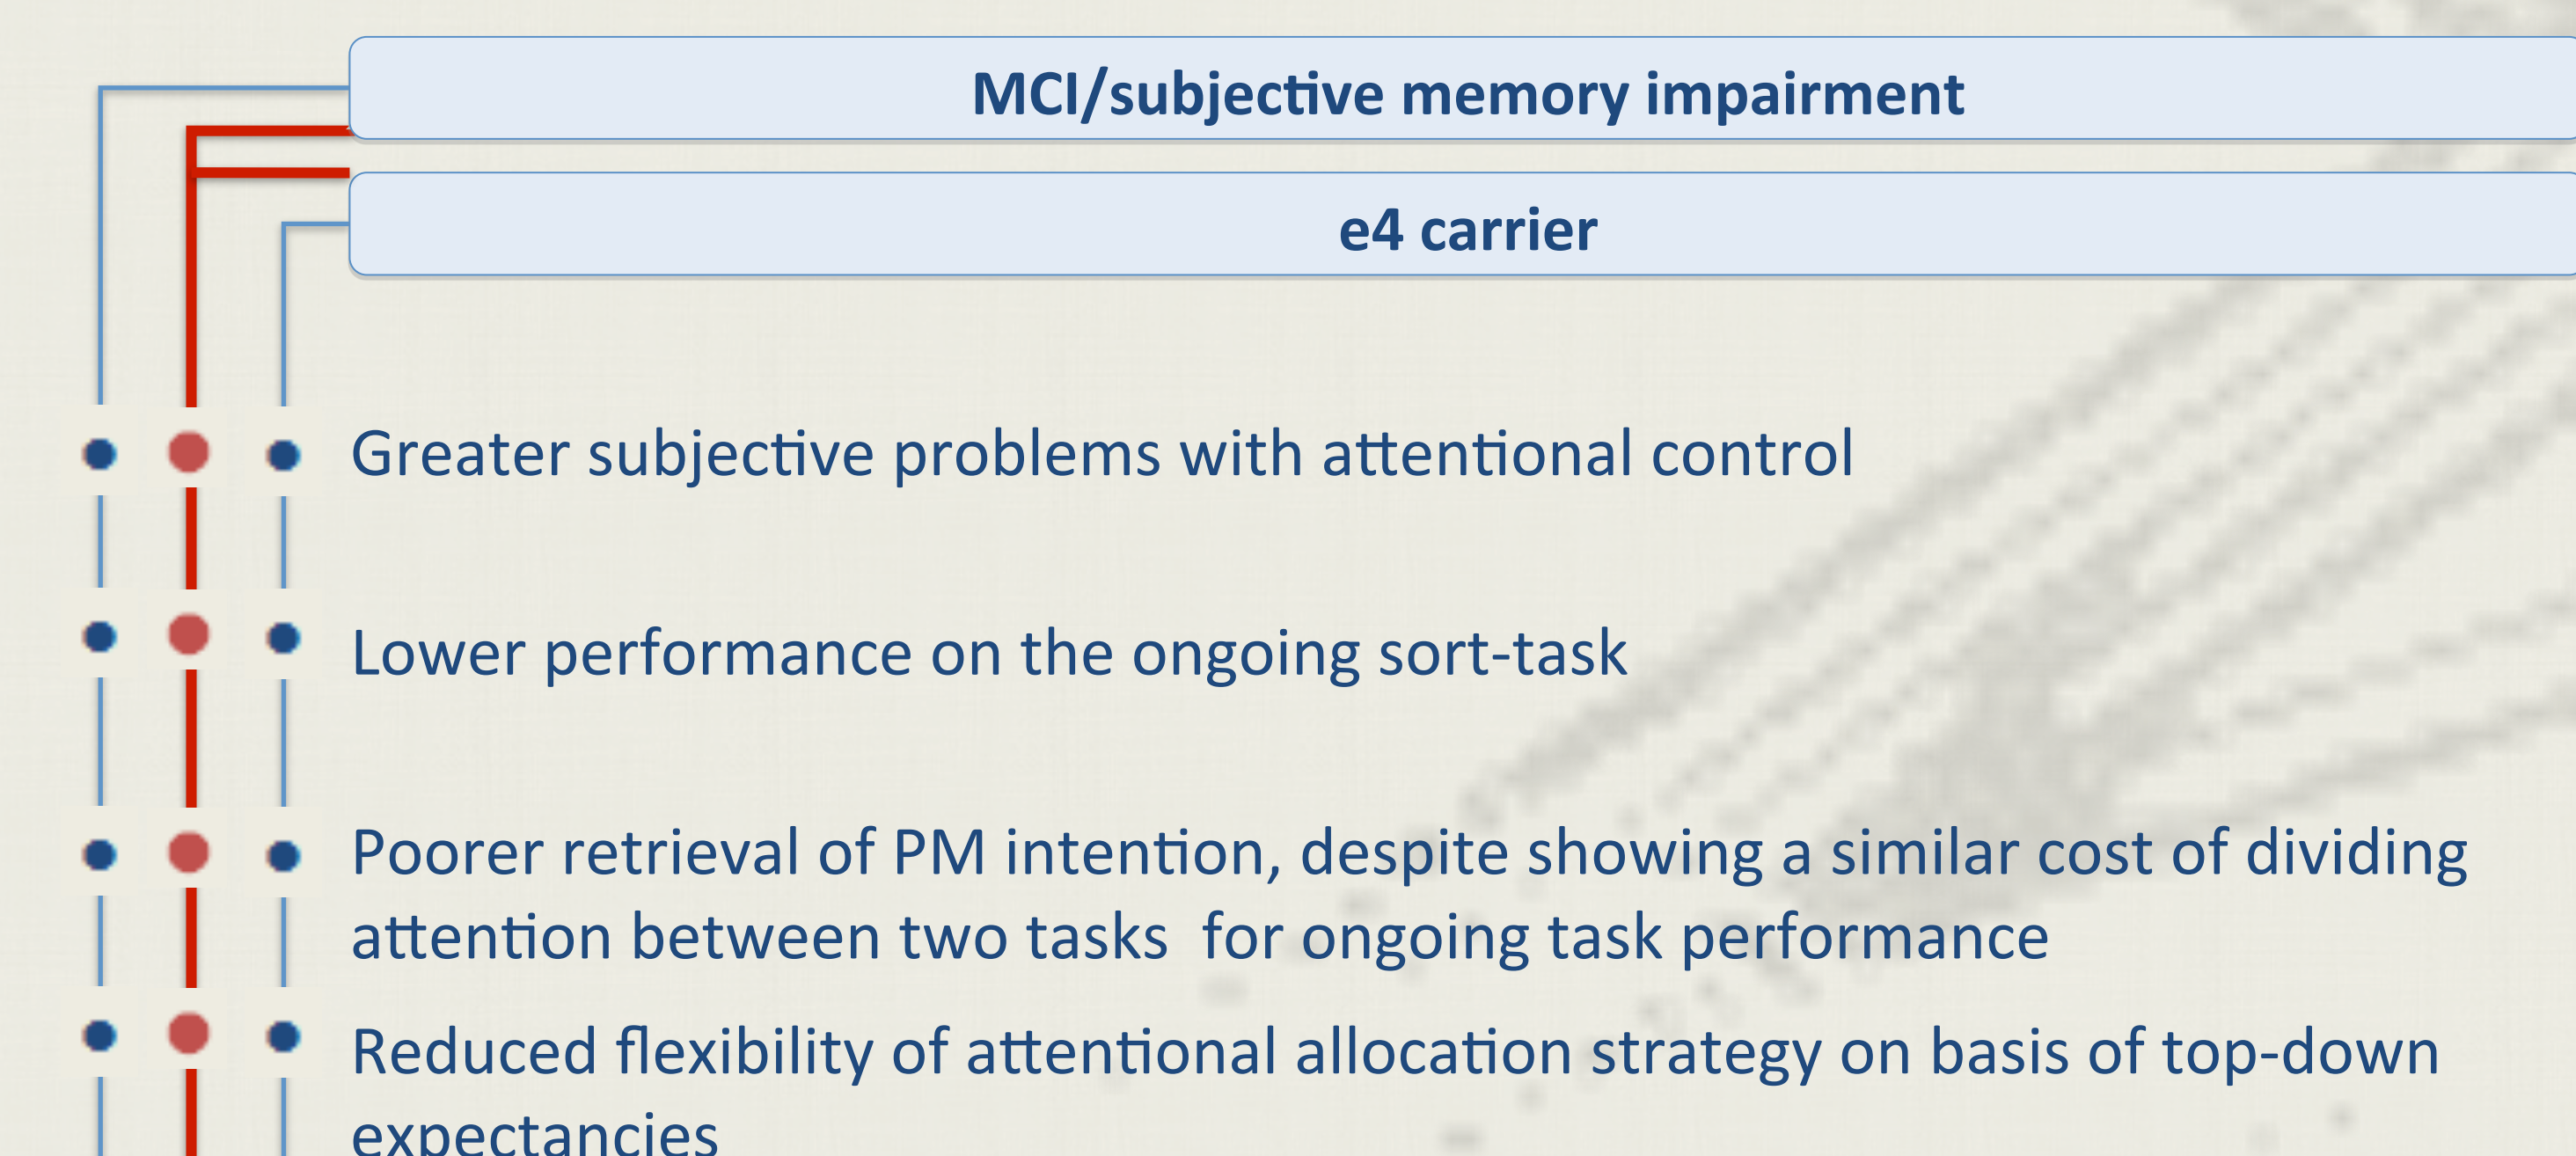 MCI/subjective memory impairment
e4 carrier
Greater subjective problems with attentional control
Lower performance on the ongoing sort-task
Poorer retrieval of PM intention, despite showing a similar cost of dividing
attention between two tasks  for ongoing task performance
Reduced flexibility of attentional allocation strategy on basis of top-down
expectancies